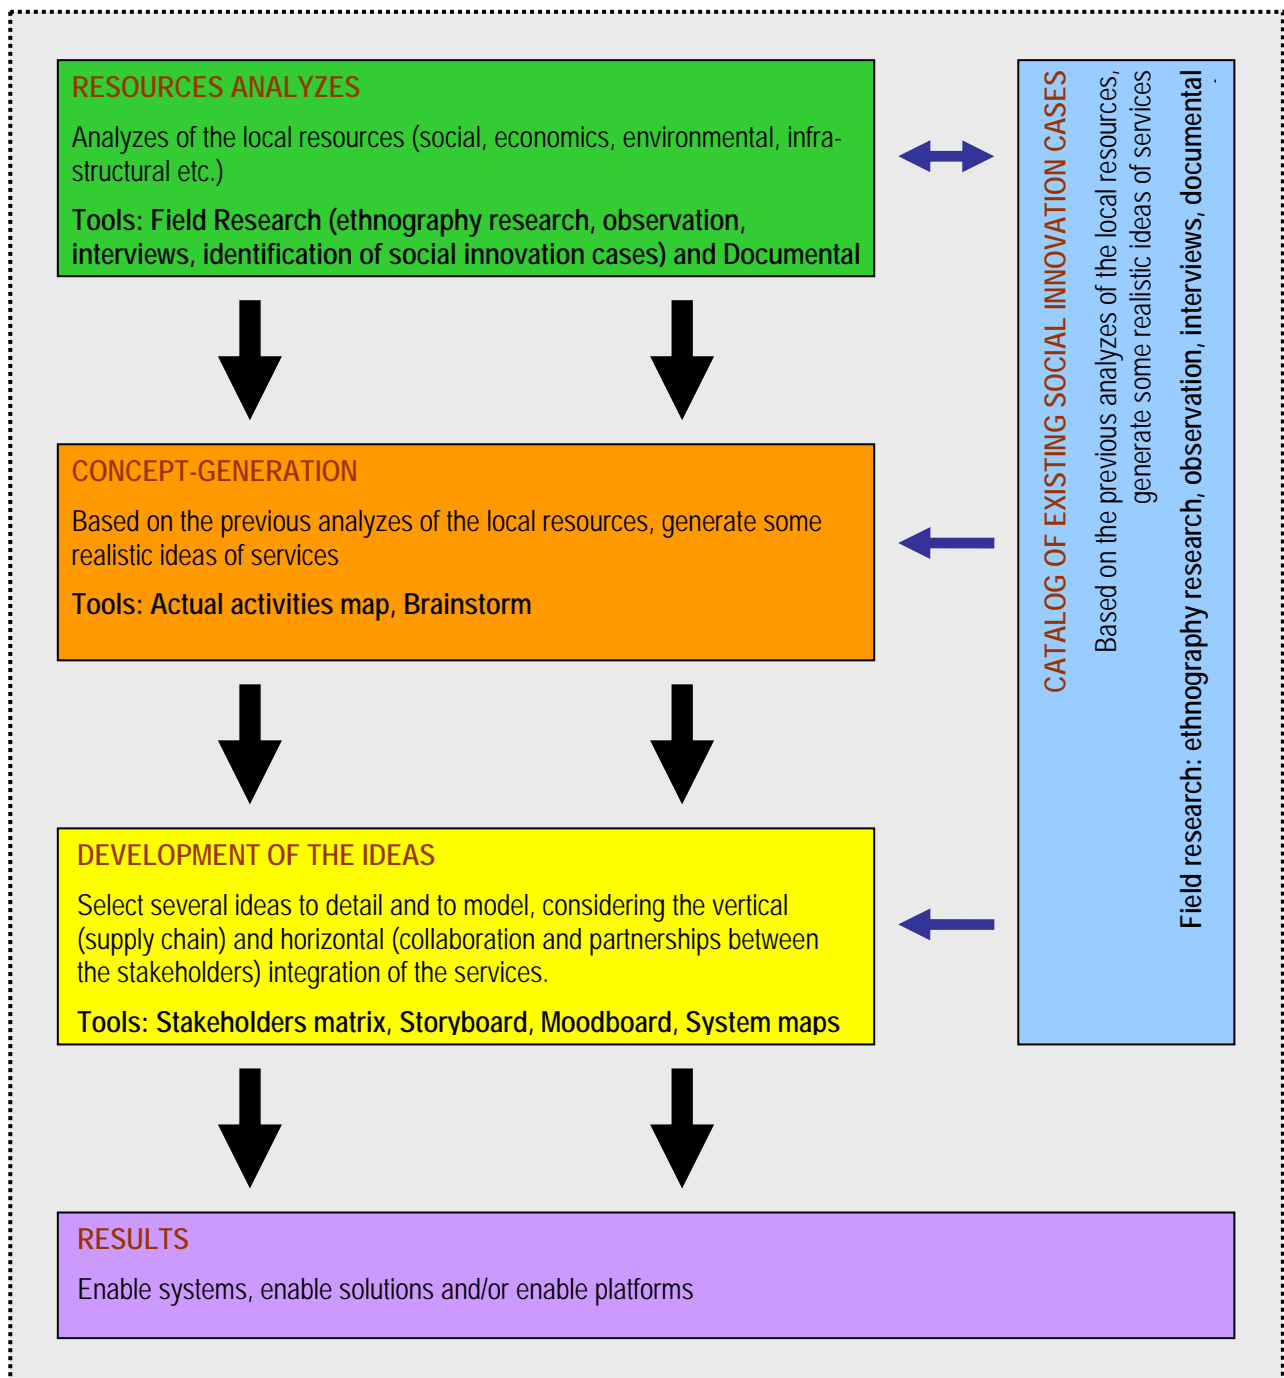 RESOURCES ANALYZES
Analyzes of the local resources (social, economics, environmental, infra-
structural etc.)
Tools: Field Research (ethnography research, observation,
interviews, identification of social innovation cases) and Documental
CONCEPT-GENERATION
Based on the previous analyzes of the local resources, generate some
realistic ideas of services
Tools: Actual activities map, Brainstorm
DEVELOPMENT OF THE IDEAS
Select several ideas to detail and to model, considering the vertical
(supply chain) and horizontal (collaboration and partnerships between
the stakeholders) integration of the services.
Tools: Stakeholders matrix, Storyboard, Moodboard, System maps
RESULTS
Enable systems, enable solutions and/or enable platforms
CATALOG OF EXISTING SOCIAL INNOVATION CASES
Based on the previous analyzes of the local resources,
generate some realistic ideas of services
Field research: ethnography research, observation, interviews, documental